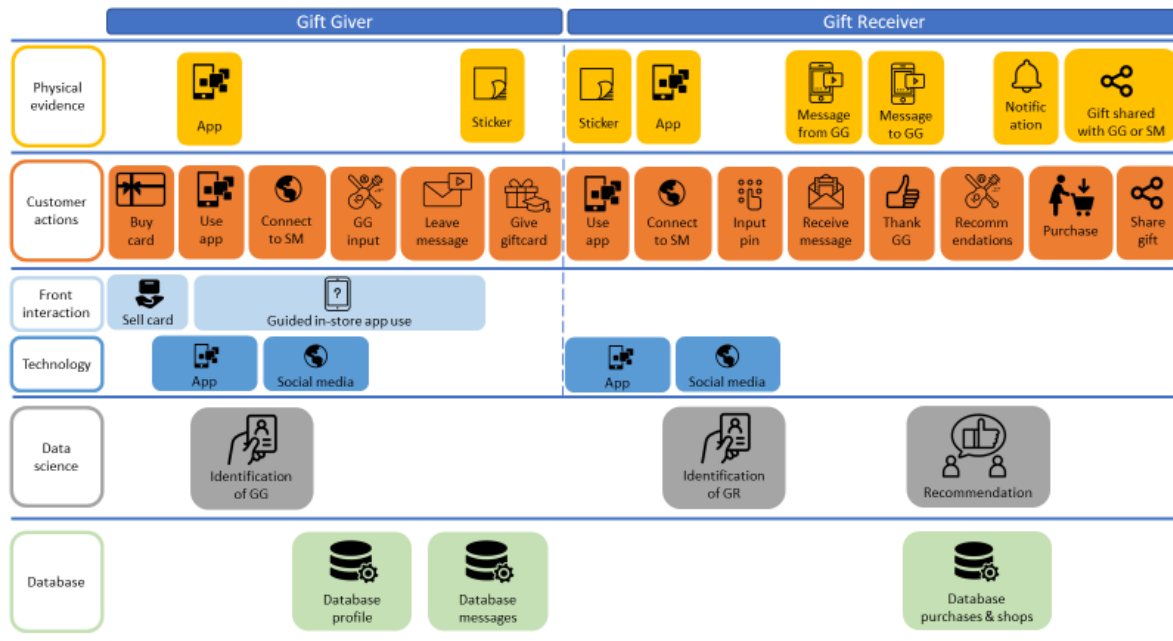 Gift Giver
Gift Receiver
Physical
evidence
App
Sticker
Sticker
App
Message
from GG
Message
to GG
Notific
ation
Gift shared
with GG or SM
Customer
actions
Buy
card
Use
app
Connect
to SM
GG
input
Leave
message
Give
giftcard
Use
app
Connect
to SM
Input
pin
Receive
message
Thank
GG
Recomm
endations
Purchase
Share
gift
Front
interaction
Sell card
?
Guided in-store app use
Technology
App
Social media
App
Social media
Data
science
Identification
of GG
Identification
of GR
Recommendation
Database
Database
profile
Database
messages
Database
purchases & shops